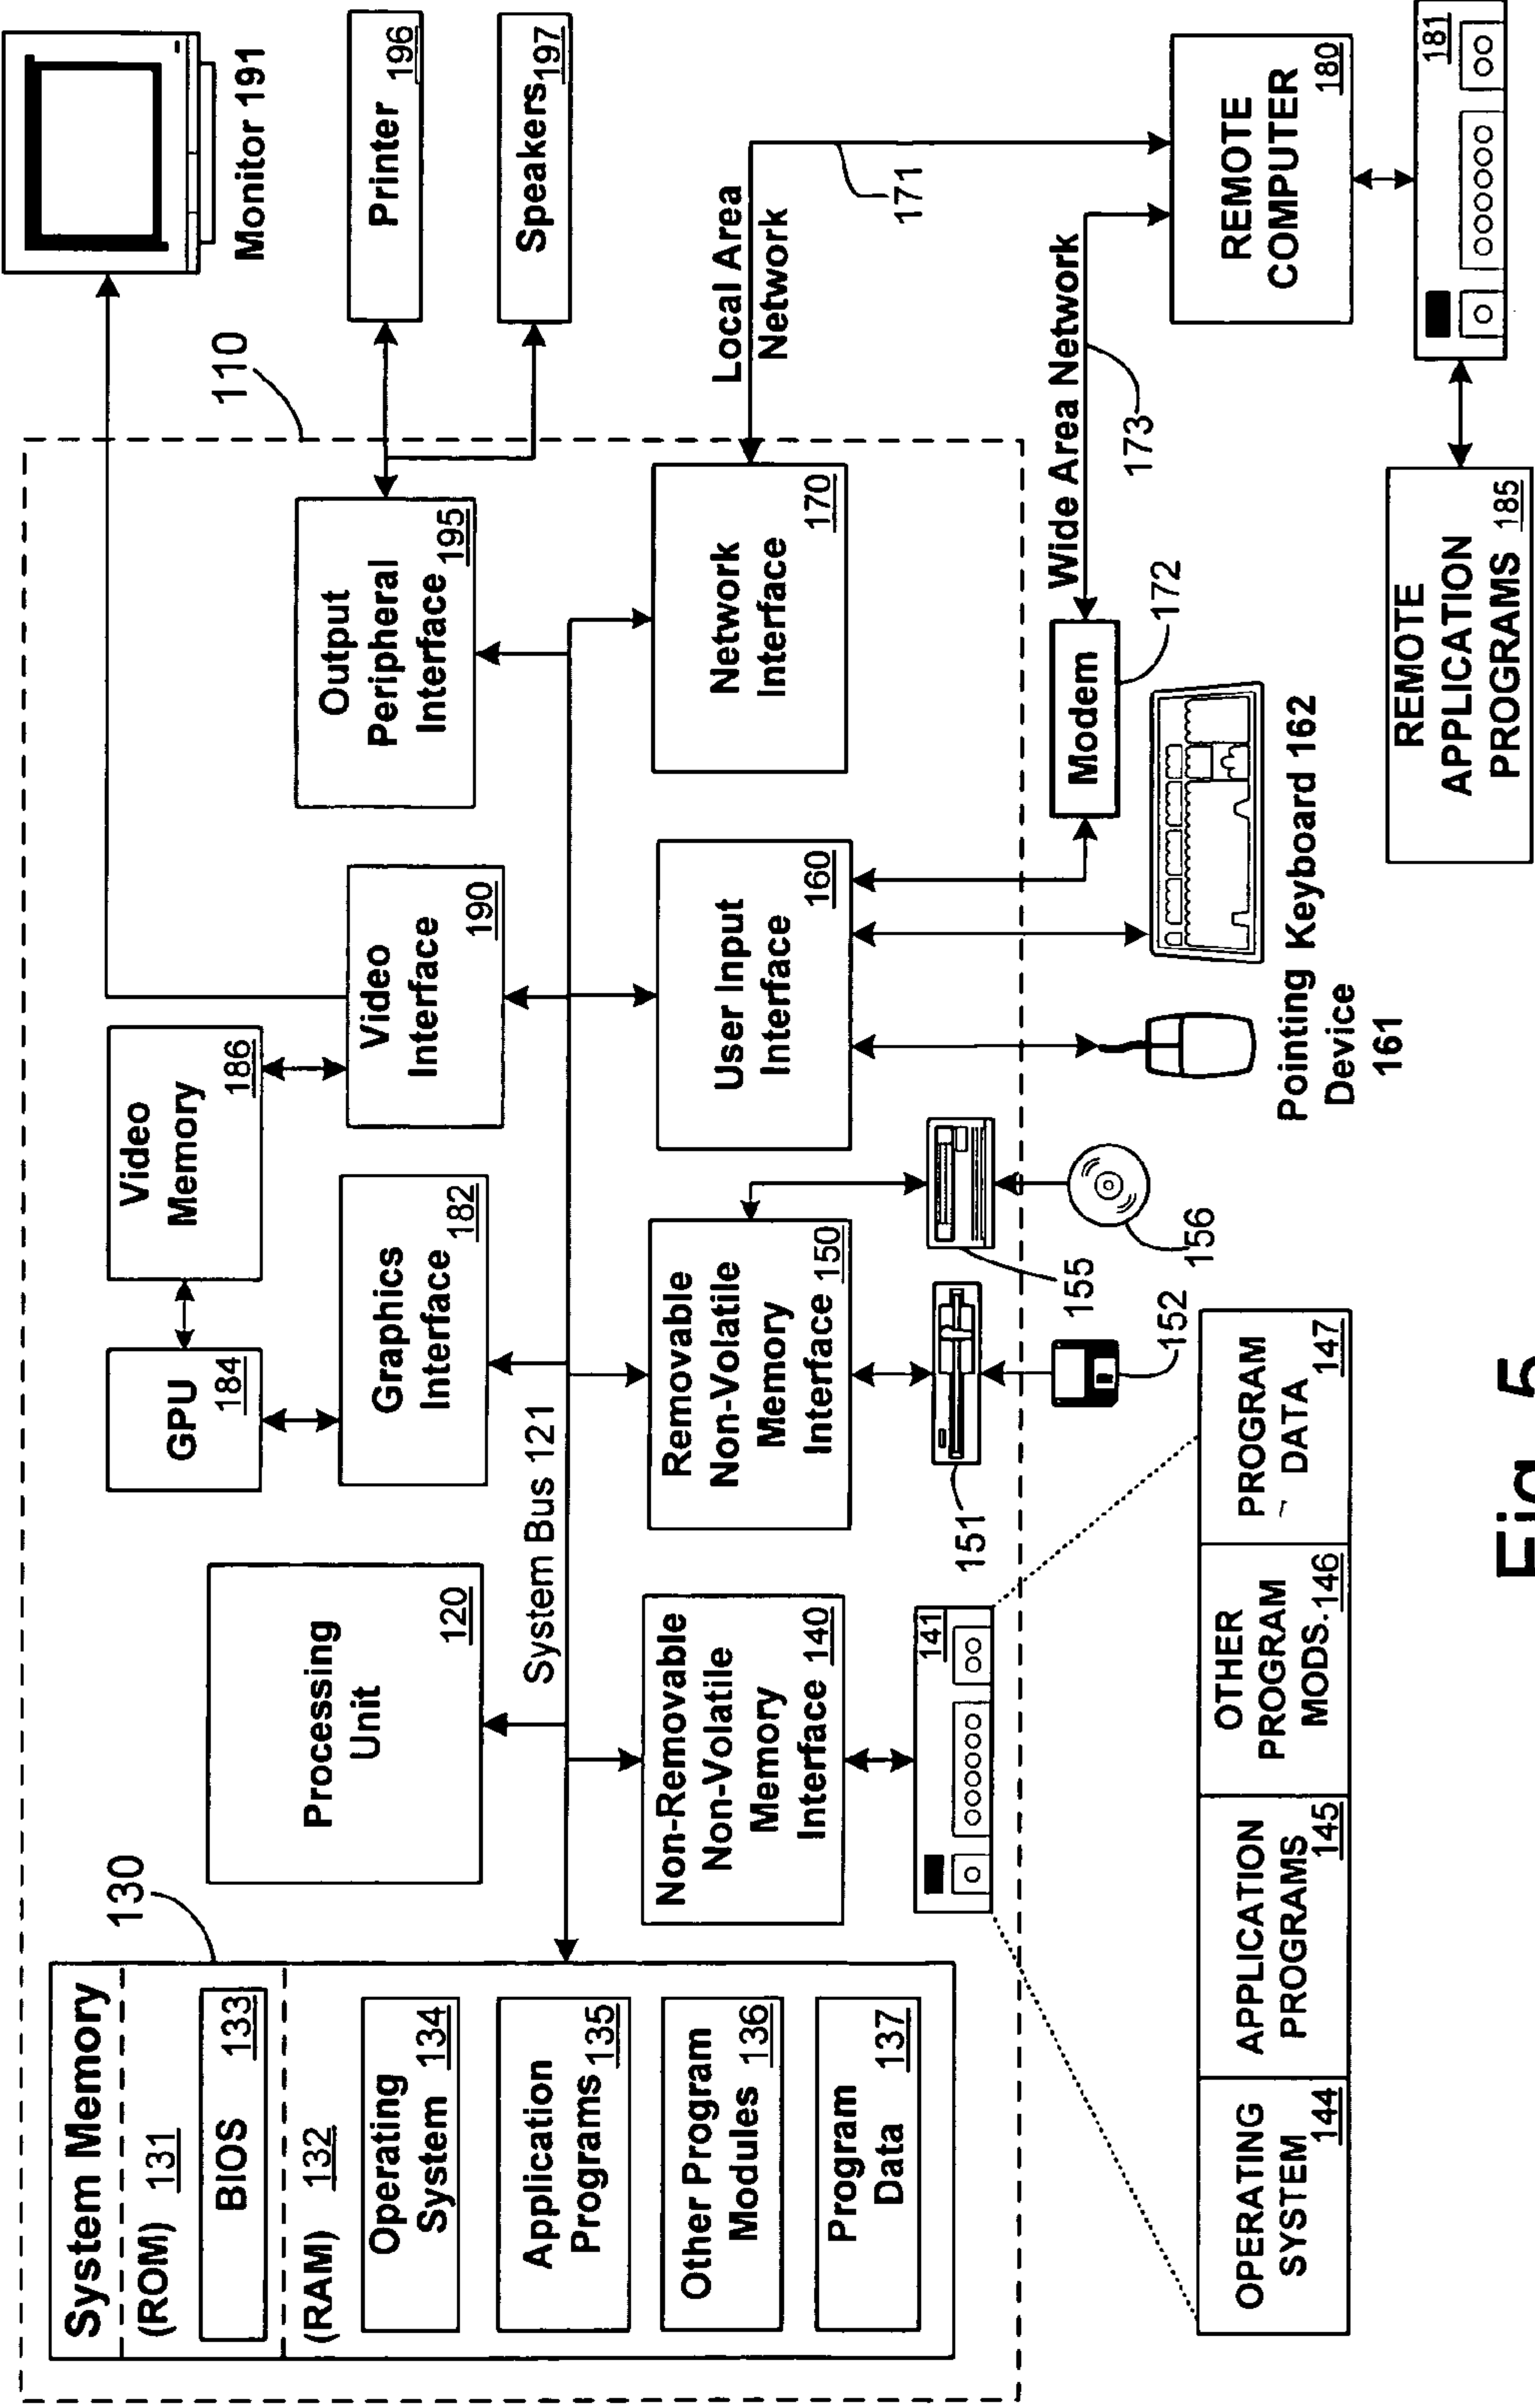 System Memory
(ROM) 131
BIOS 133
(RAM) 132
Operating
System 134
Application
Programs 135
Other Program
Modules 136
Program
Data 137
130
Processing
Unit
120
System Bus 121
GPU
184
Video
Memory
186
Graphics
Interface
182
Video
Interface
190
Output
Peripheral
Interface
195
110
Monitor 191
Printer
196
Speakers
197
Non-Removable
Non-Volatile
Memory
Interface 140
Removable
Non-Volatile
Memory
Interface 150
User Input
Interface
160
Network
Interface
170
Local Area
Network
171
141
151
152
155
156
Pointing
Device
161
Keyboard 162
Modem
172
Wide Area Network
173
REMOTE
COMPUTER
180
181
REMOTE
APPLICATION
PROGRAMS
185
OPERATING
SYSTEM
144
APPLICATION
PROGRAMS
145
OTHER
PROGRAM
MODS. 146
PROGRAM
DATA
147
Fig. 5